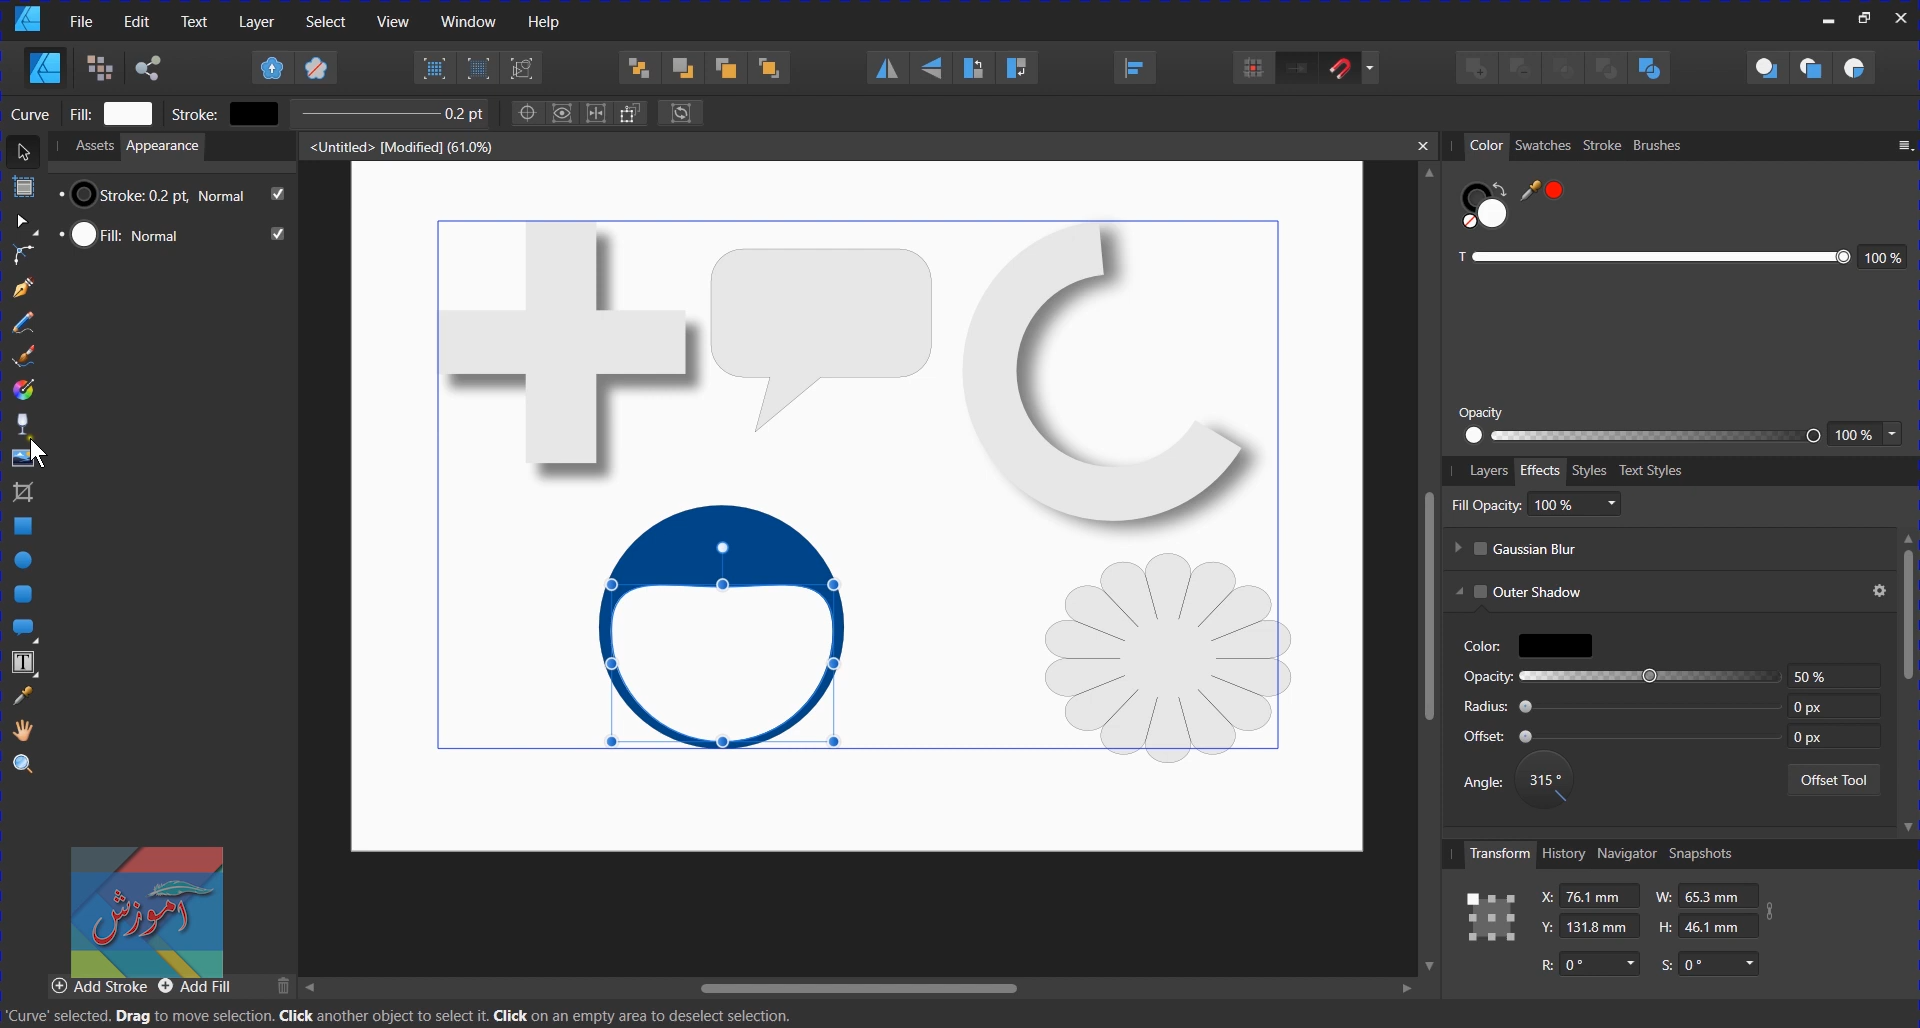 File Edit Text Layer Select View Window Help
Curve Fill: Stroke: 0.2 pt
Assets Appearance
<Untitled> [Modified] (61.0%)
Color Swatches Stroke Brushes
Stroke: 0.2 pt, Normal
Fill: Normal
T 100 %
Opacity
100 %
Layers Effects Styles Text Styles
Fill Opacity: 100 %
Gaussian Blur
Outer Shadow
Color:
Opacity: 50 %
Radius: 0 px
Offset: 0 px
Angle: 315 ° Offset Tool
Transform History Navigator Snapshots
X: 76.1 mm W: 65.3 mm
Y: 131.8 mm H: 46.1 mm
R: 0 ° S: 0 °
آموزش
Add Stroke Add Fill
'Curve' selected. Drag to move selection. Click another object to select it. Click on an empty area to deselect selection.